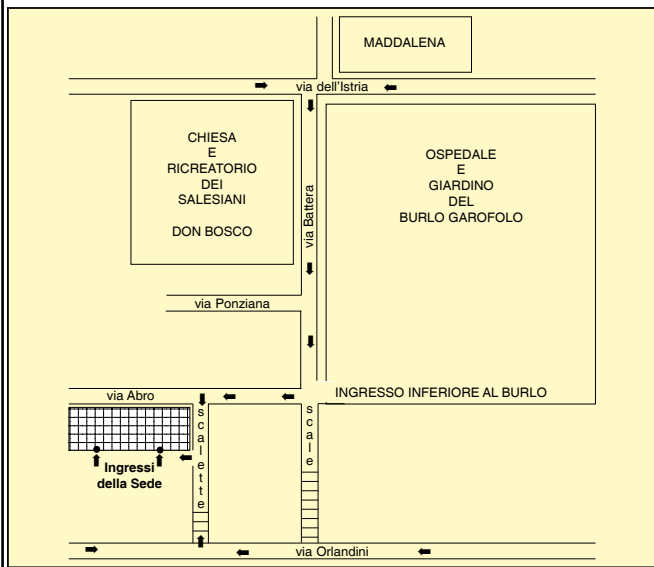 MADDALENA
via dell'Istria
CHIESA
E
RICREATORIO
DEI
SALESIANI
DON BOSCO
via Battera
OSPEDALE
E
GIARDINO
DEL
BURLO GAROFOLO
via Ponziana
via Abro
INGRESSO INFERIORE AL BURLO
scalette
scale
Ingressi
della Sede
via Orlandini